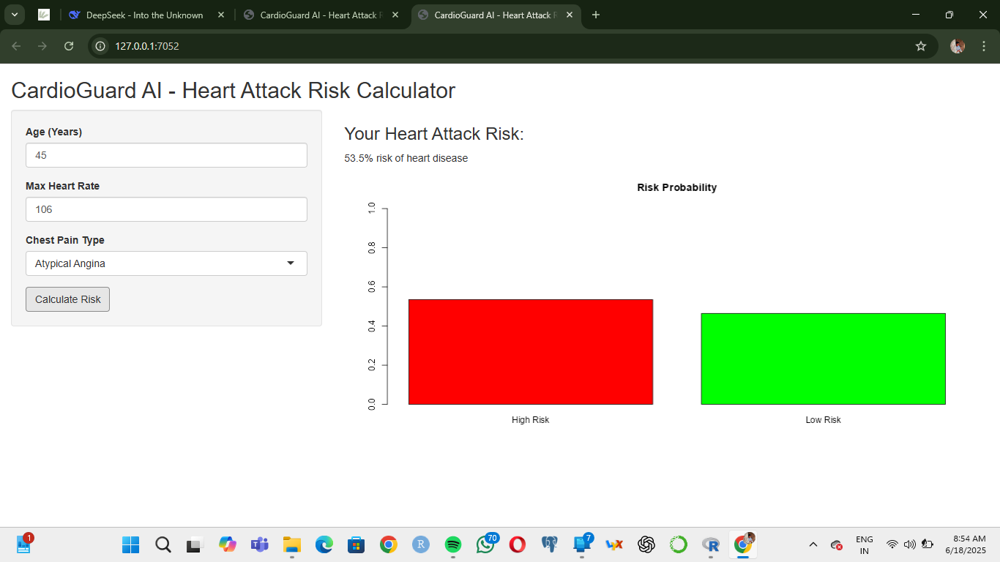 DeepSeek - Into the Unknown
CardioGuard AI - Heart Attack R
CardioGuard AI - Heart Attack R
127.0.0.1:7052
CardioGuard AI - Heart Attack Risk Calculator
Age (Years)
45
Max Heart Rate
106
Chest Pain Type
Atypical Angina
Calculate Risk
Your Heart Attack Risk:
53.5% risk of heart disease
Risk Probability
1.0
0.8
0.6
0.4
0.2
0.0
High Risk
Low Risk
1
R
70
7
R
ENG
IN
8:54 AM
6/18/2025